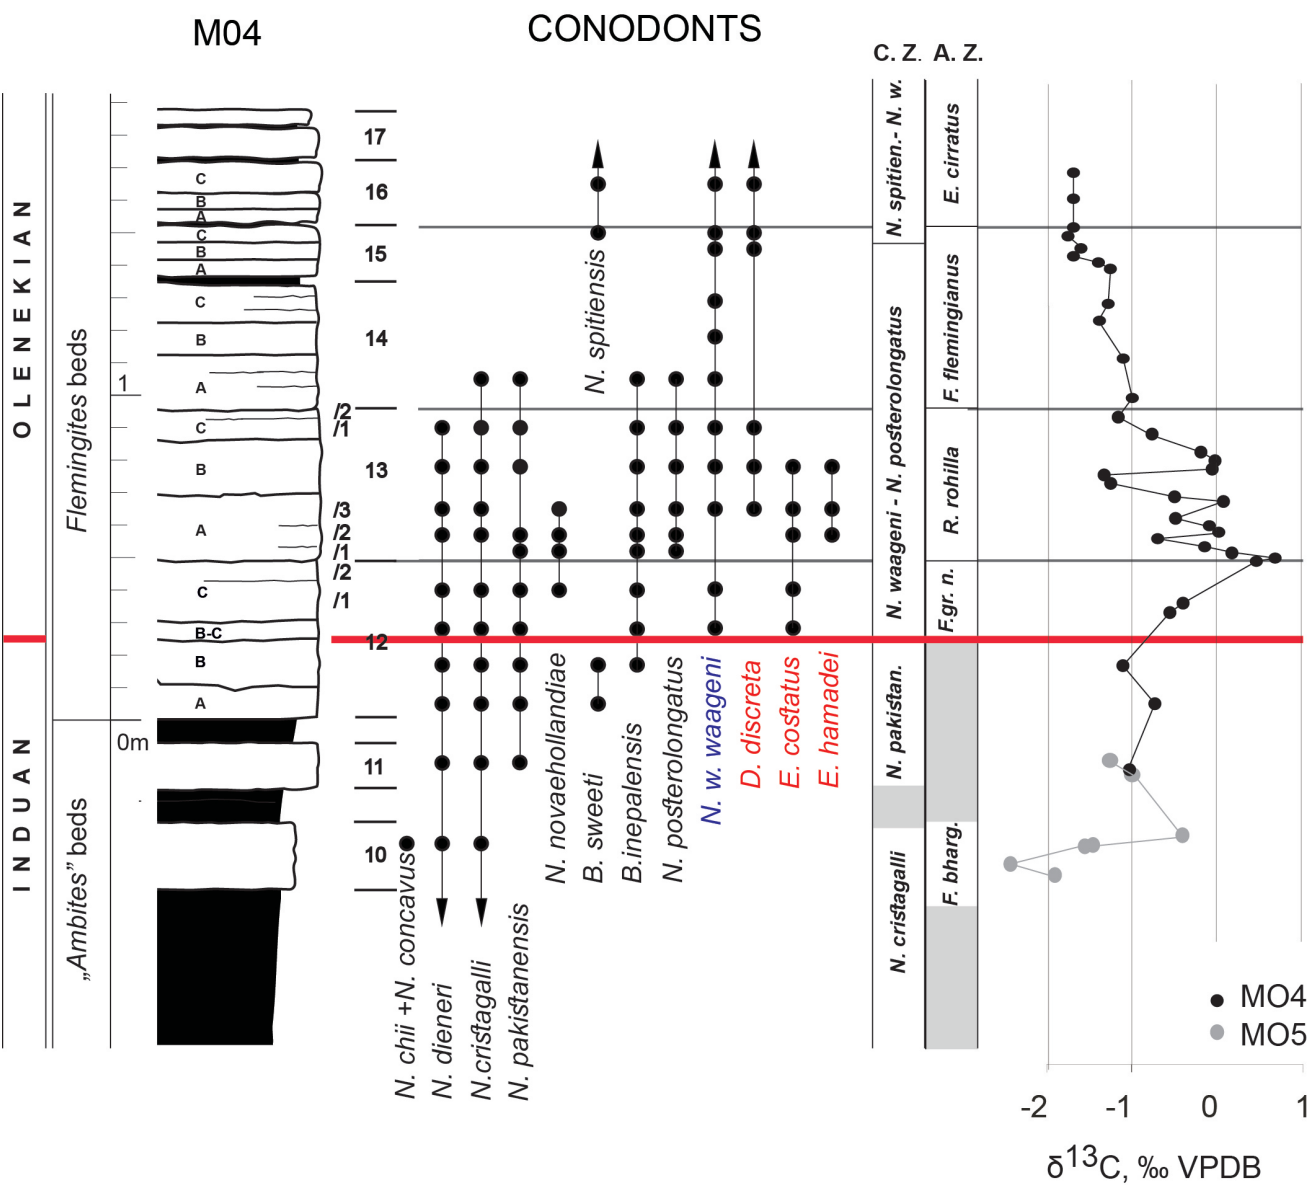 M04
CONODONTS
C. Z. A. Z.
OLENEKIAN
INDUAN
Flemingites beds
„Ambites” beds
1
0m
C
B
A
C
B
A
C
B
A
C
B
A
C
B-C
B
A
17
16
15
14
/2
/1
13
/3
/2
/1
/2
/1
12
11
10
N. chii +N. concavus
N. dieneri
N.cristagalli
N. pakistanensis
N. novaehollandiae
B. sweeti
N. spitiensis
B.inepalensis
N. posterolongatus
N. w. waageni
D. discreta
E. costatus
E. hamadei
N. spitien.- N. w.
N. waageni - N. posterolongatus
N. pakistan.
N. cristagalli
E. cirratus
F. flemingianus
R. rohilla
F.gr. n.
F. bharg.
MO4
MO5
-2 -1 0 1
δ13C, ‰ VPDB